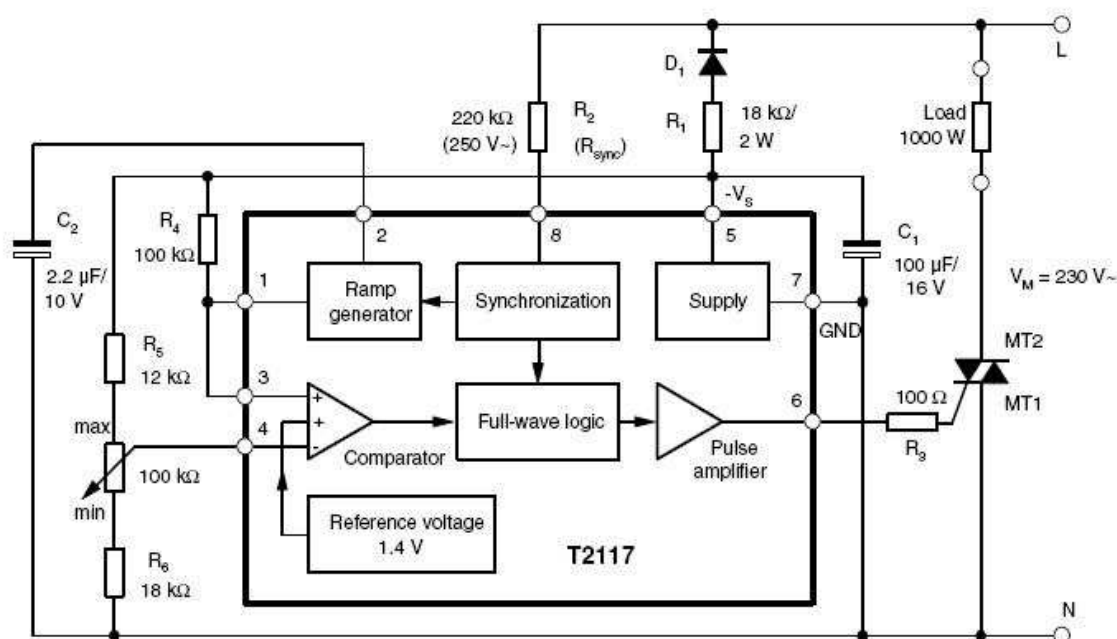 L
D₁
220 kΩ
(250 V~)
R₂
(R_sync)
R₁
18 kΩ/
2 W
Load
1000 W
-V_S
C₂
2.2 µF/
10 V
R₄
100 kΩ
2
8
5
C₁
100 µF/
16 V
V_M = 230 V~
1
Ramp
generator
Synchronization
Supply
7
GND
R₅
12 kΩ
MT2
MT1
3
4
+
+
-
Comparator
Full-wave logic
Pulse
amplifier
6
100 Ω
R₃
max
100 kΩ
min
Reference voltage
1.4 V
T2117
R₆
18 kΩ
N